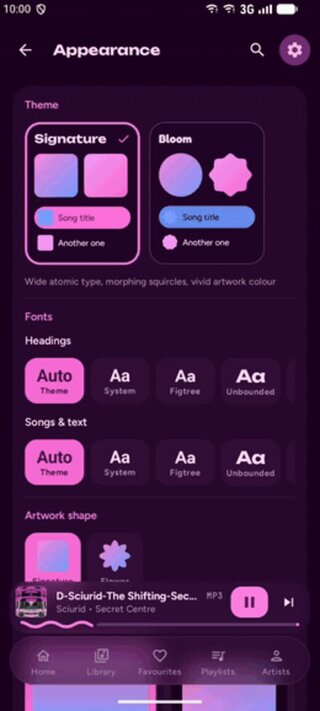 10:00 3G
Appearance
Theme
Signature
Song title
Another one
Bloom
Song title
Another one
Wide atomic type, morphing squircles, vivid artwork colour
Fonts
Headings
Auto
Theme
Aa
System
Aa
Figtree
Aa
Unbounded
Songs & text
Auto
Theme
Aa
System
Aa
Figtree
Aa
Unbounded
Artwork shape
Signature
Flower
D-Sciurid-The Shifting-Sec... MP3
Sciurid • Secret Centre
Home
Library
Favourites
Playlists
Artists